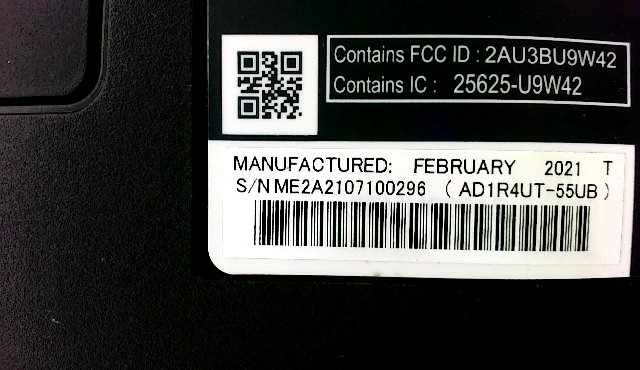 Contains FCC ID : 2AU3BU9W42
Contains IC : 25625-U9W42
MANUFACTURED: FEBRUARY 2021 T
S/N ME2A2107100296 ( AD1R4UT-55UB )